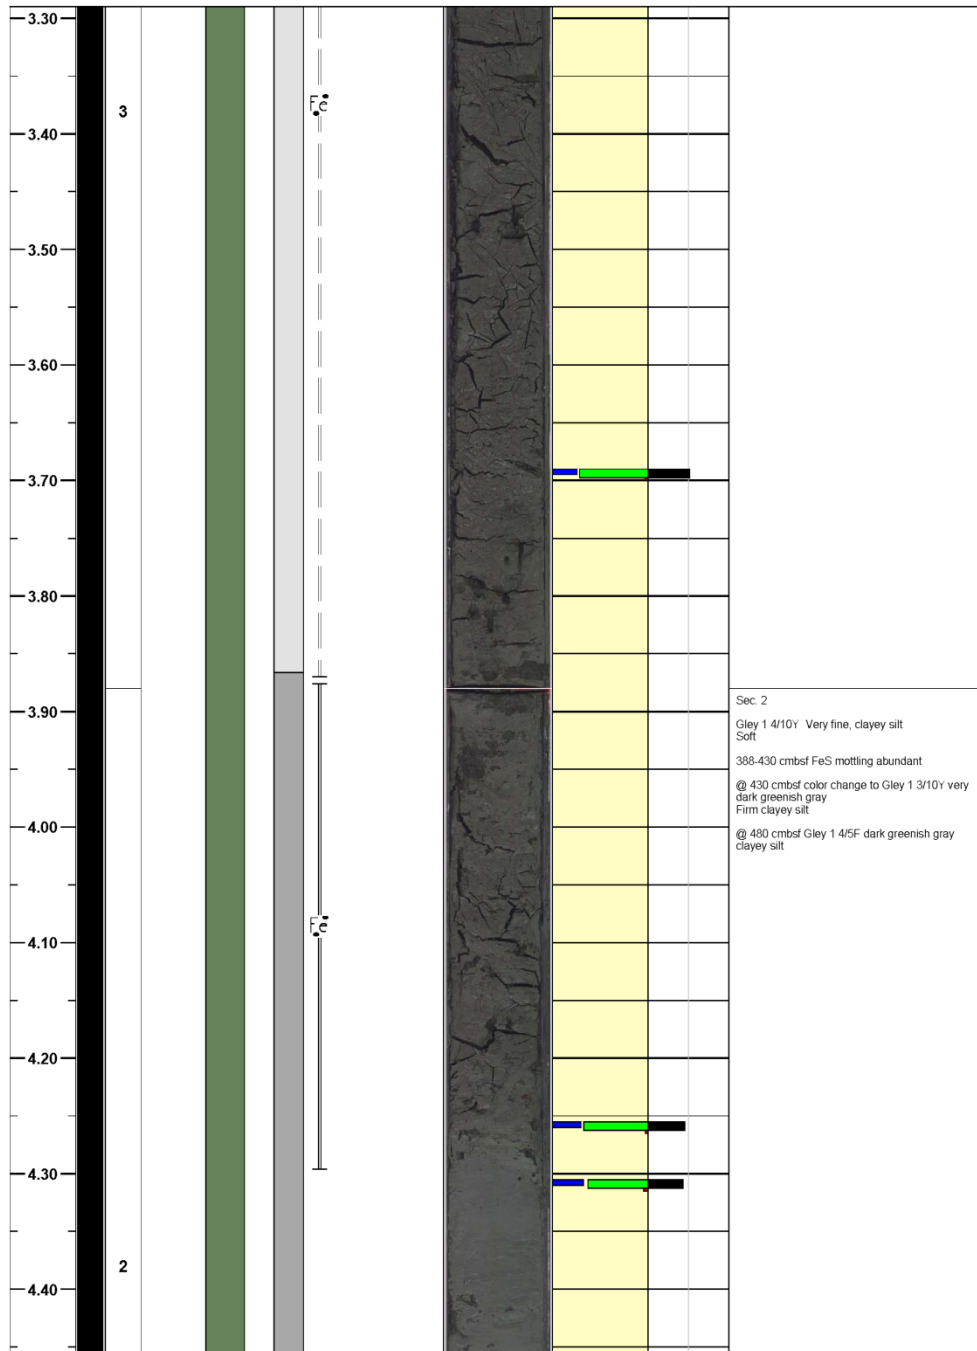 3.30
3
Fe
3.40
3.50
3.60
3.70
3.80
3.90
Sec. 2
Gley 1 4/10Y Very fine, clayey silt
Soft
388-430 cmbsf FeS mottling abundant
@ 430 cmbsf color change to Gley 1 3/10Y very
dark greenish gray
Firm clayey silt
@ 480 cmbsf Gley 1 4/5F dark greenish gray
clayey silt
4.00
Fe
4.10
4.20
4.30
2
4.40